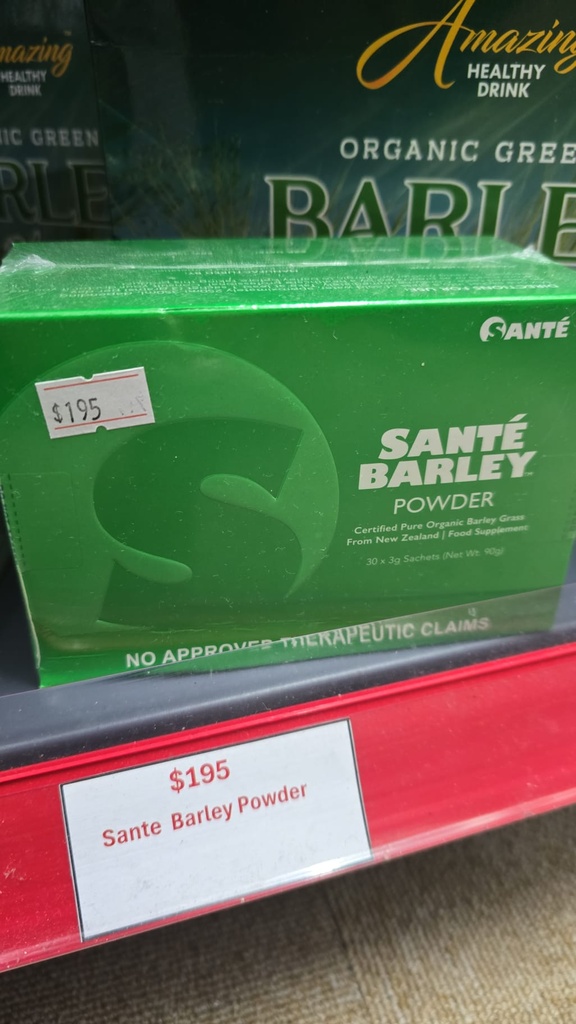 Amazing
HEALTHY
DRINK
ORGANIC GREE
BARLE
mazing
HEALTHY
DRINK
IC GREEN
RLE
SANTÉ
$195
SANTÉ
BARLEY
POWDER
Certified Pure Organic Barley Grass
From New Zealand | Food Supplement
30 x 3g Sachets (Net Wt. 90g)
NO APPROVED THERAPEUTIC CLAIMS
$195
Sante Barley Powder